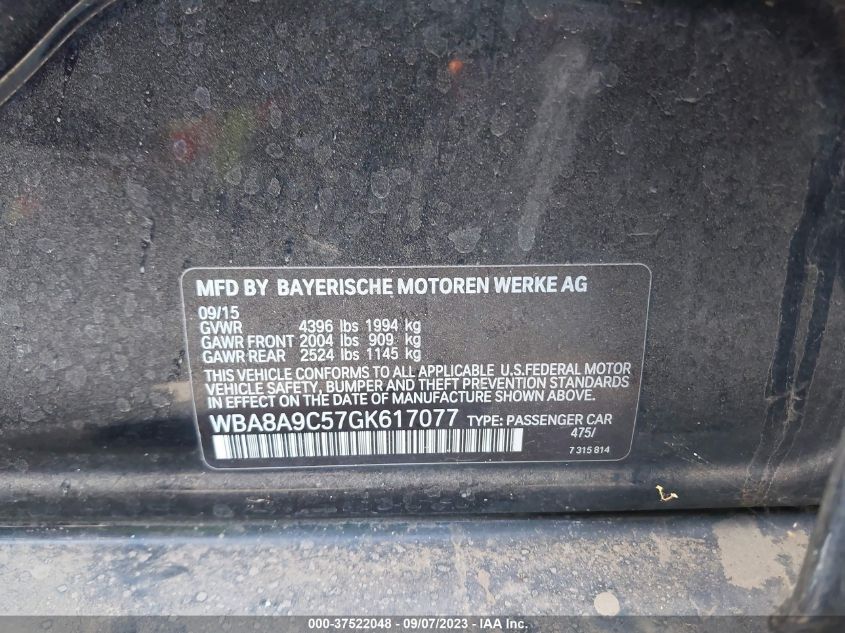 MFD BY BAYERISCHE MOTOREN WERKE AG
09/15
GVWR 4396 lbs 1994 kg
GAWR FRONT 2004 lbs 909 kg
GAWR REAR 2524 lbs 1145 kg
THIS VEHICLE CONFORMS TO ALL APPLICABLE U.S.FEDERAL MOTOR
VEHICLE SAFETY, BUMPER AND THEFT PREVENTION STANDARDS
IN EFFECT ON THE DATE OF MANUFACTURE SHOWN ABOVE.
WBA8A9C57GK617077 TYPE: PASSENGER CAR
475/
7 315 814
000-37522048 - 09/07/2023 - IAA Inc.